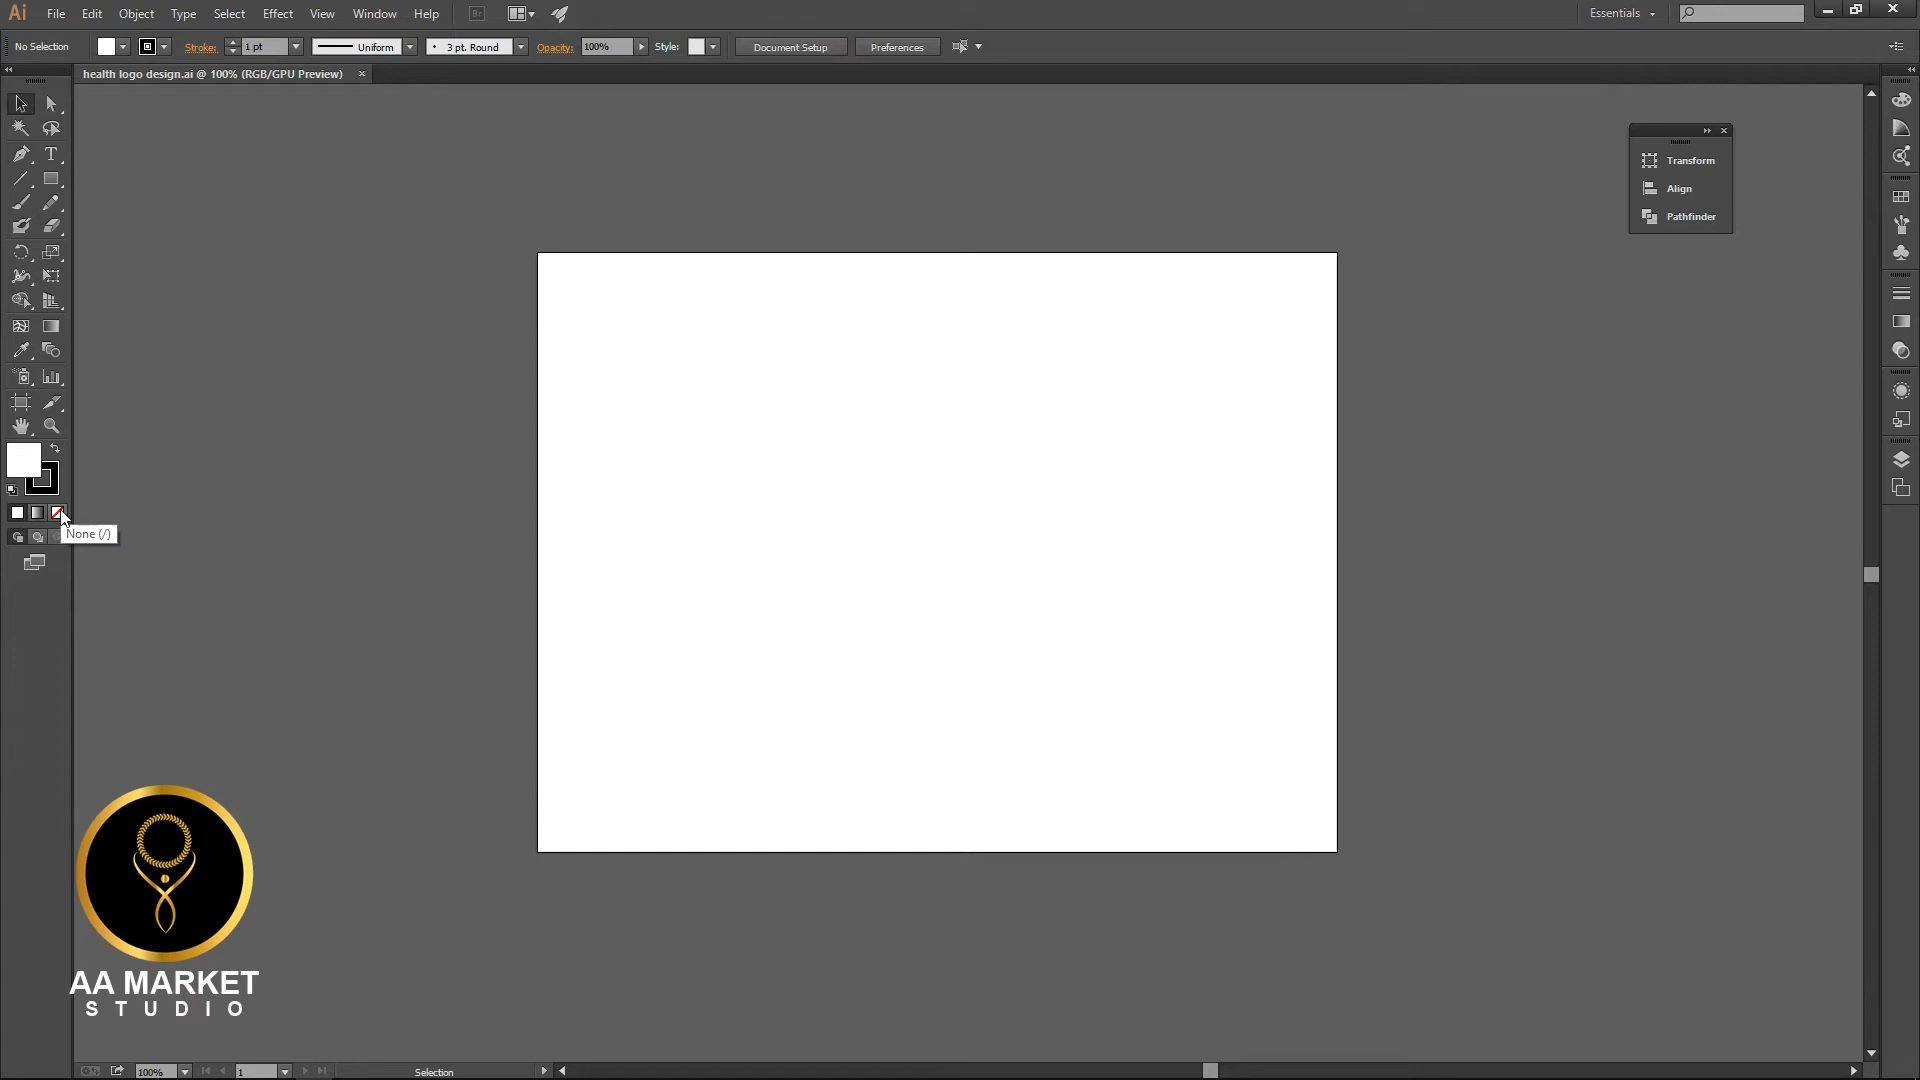 Ai File Edit Object Type Select Effect View Window Help Br Essentials
No Selection Stroke: 1 pt Uniform 3 pt. Round Opacity: 100% Style: Document Setup Preferences
health logo design.ai @ 100% (RGB/GPU Preview)
Transform
Align
Pathfinder
None (/)
AA MARKET
STUDIO
100% 1 Selection